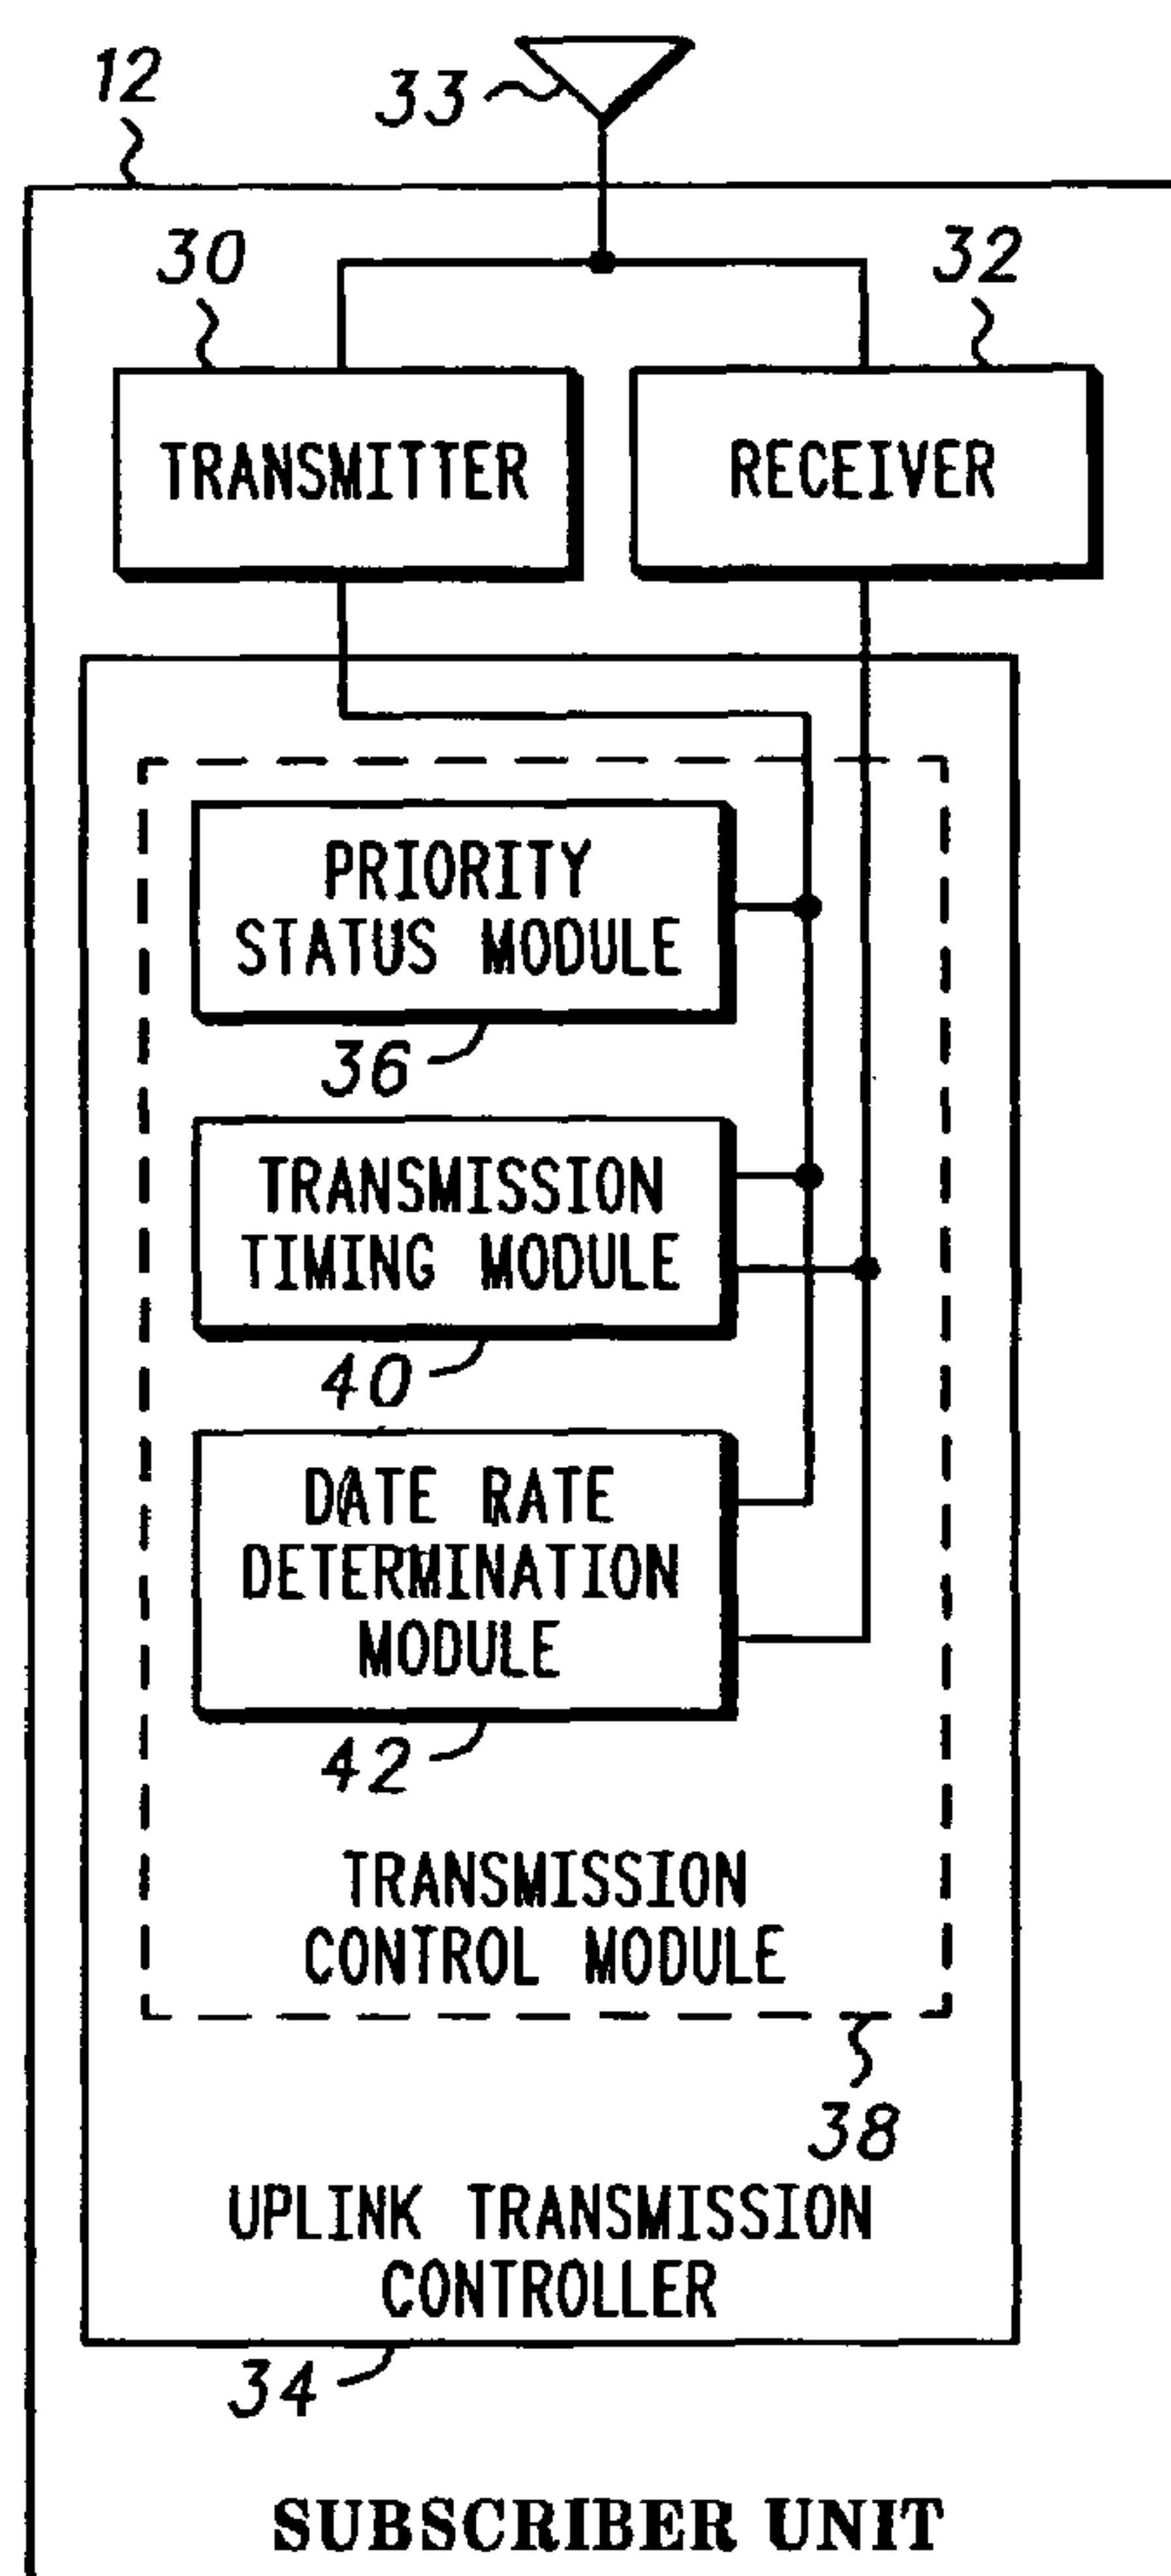 12
33
30
32
TRANSMITTER
RECEIVER
PRIORITY
STATUS MODULE
36
TRANSMISSION
TIMING MODULE
40
DATE RATE
DETERMINATION
MODULE
42
TRANSMISSION
CONTROL MODULE
38
UPLINK TRANSMISSION
CONTROLLER
34
SUBSCRIBER UNIT